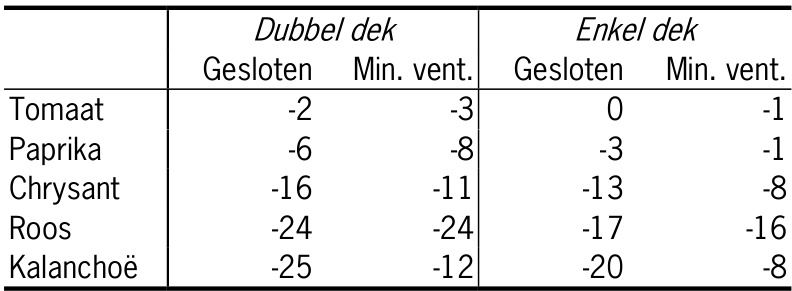 Dubbel dek Enkel dek
Gesloten Min. vent. Gesloten Min. vent.
Tomaat -2 -3 0 -1
Paprika -6 -8 -3 -1
Chrysant -16 -11 -13 -8
Roos -24 -24 -17 -16
Kalanchoë -25 -12 -20 -8